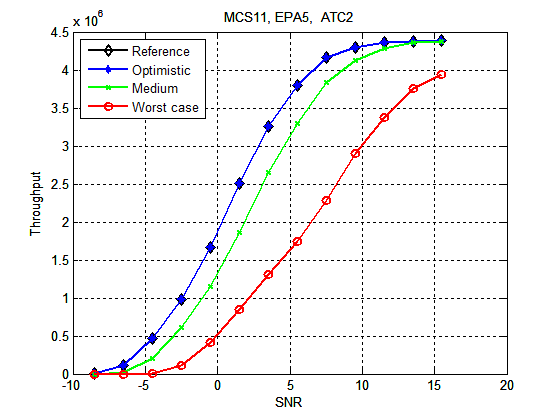 MCS11, EPA5, ATC2
x 10^6
4.5
4
3.5
3
2.5
2
1.5
1
0.5
0
Throughput
Reference
Optimistic
Medium
Worst case
-10 -5 0 5 10 15 20
SNR